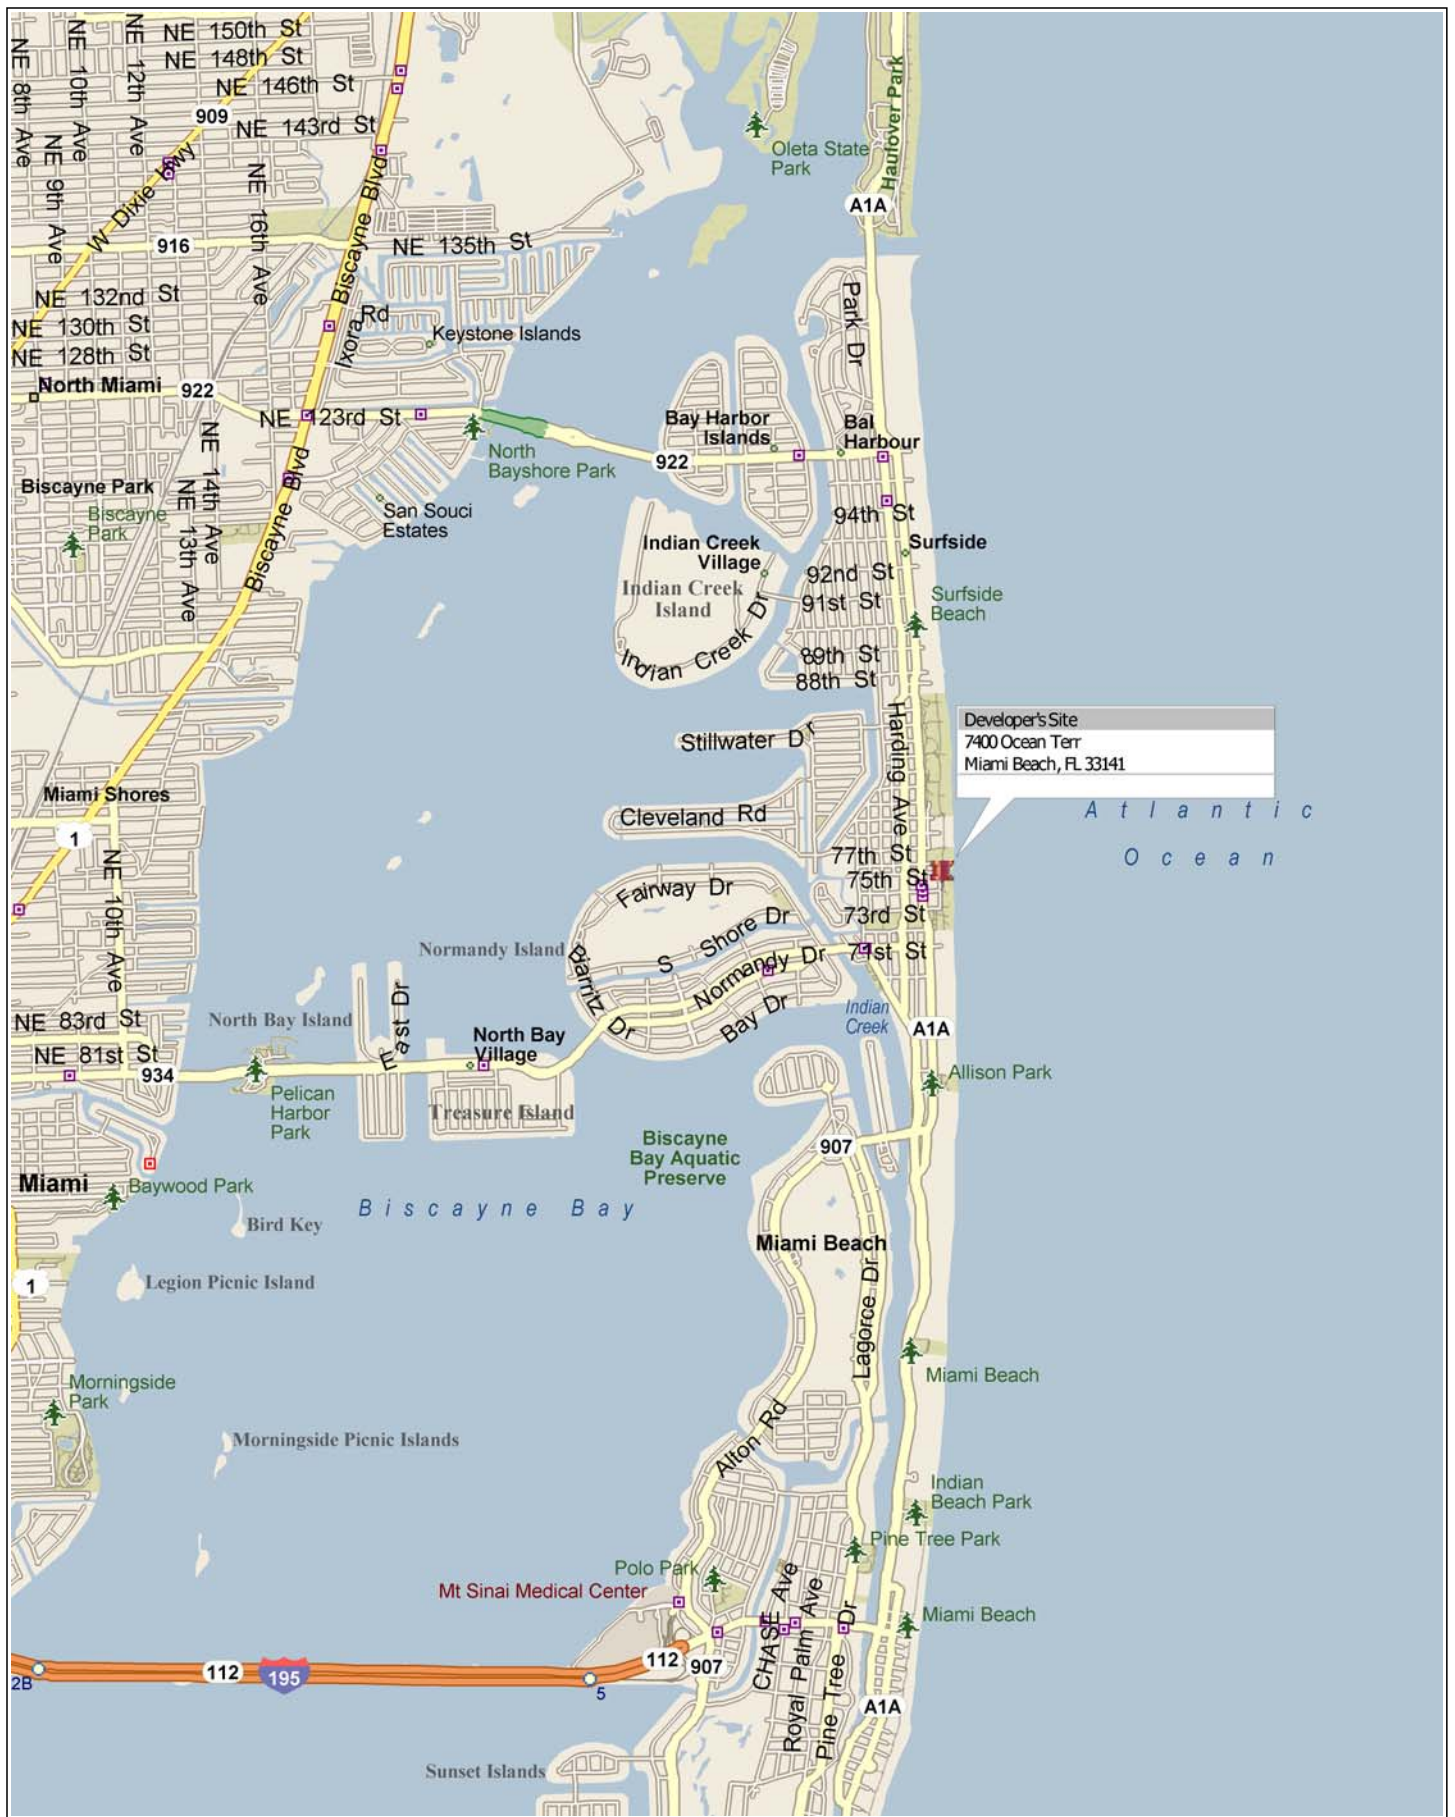 NE 150th St
NE 148th St
NE 146th St
NE 143rd St
NE 8th Ave
NE 10th Ave
NE 12th Ave
NE 9th Ave
909
W Dixie Hwy
NE 16th Ave
Biscayne Blvd
Oleta State
Park
Haulover Park
A1A
916
NE 135th St
NE 132nd St
NE 130th St
NE 128th St
Ixora Rd
Keystone Islands
Park Dr
North Miami
922
NE 123rd St
North
Bayshore Park
922
Bay Harbor
Islands
Bal
Harbour
NE 14th Ave
NE 13th Ave
Biscayne Blvd
Biscayne Park
Biscayne
Park
San Souci
Estates
94th St
Surfside
Indian Creek
Village
Indian Creek
Island
Indian Creek Dr
92nd St
91st St
Surfside
Beach
89th St
88th St
Harding Ave
Developer's Site
7400 Ocean Terr
Miami Beach, FL 33141
Stillwater Dr
Miami Shores
1
Cleveland Rd
Atlantic
Ocean
77th St
75th St
73rd St
71st St
NE 10th Ave
Fairway Dr
S Shore Dr
Normandy Island
Normandy Dr
Biarritz Dr
Bay Dr
Indian
Creek
A1A
East Dr
North Bay Island
NE 83rd St
NE 81st St
934
North Bay
Village
Pelican
Harbor
Park
Treasure Island
Allison Park
Biscayne
Bay Aquatic
Preserve
907
Miami
Baywood Park
Biscayne Bay
Bird Key
Miami Beach
Legion Picnic Island
1
Lagorce Dr
Miami Beach
Morningside
Park
Morningside Picnic Islands
Alton Rd
Indian
Beach Park
Pine Tree Park
Polo Park
Mt Sinai Medical Center
CHASE Ave
Royal Palm Ave
Pine Tree Dr
Miami Beach
2B
112
195
5
112
907
A1A
Sunset Islands